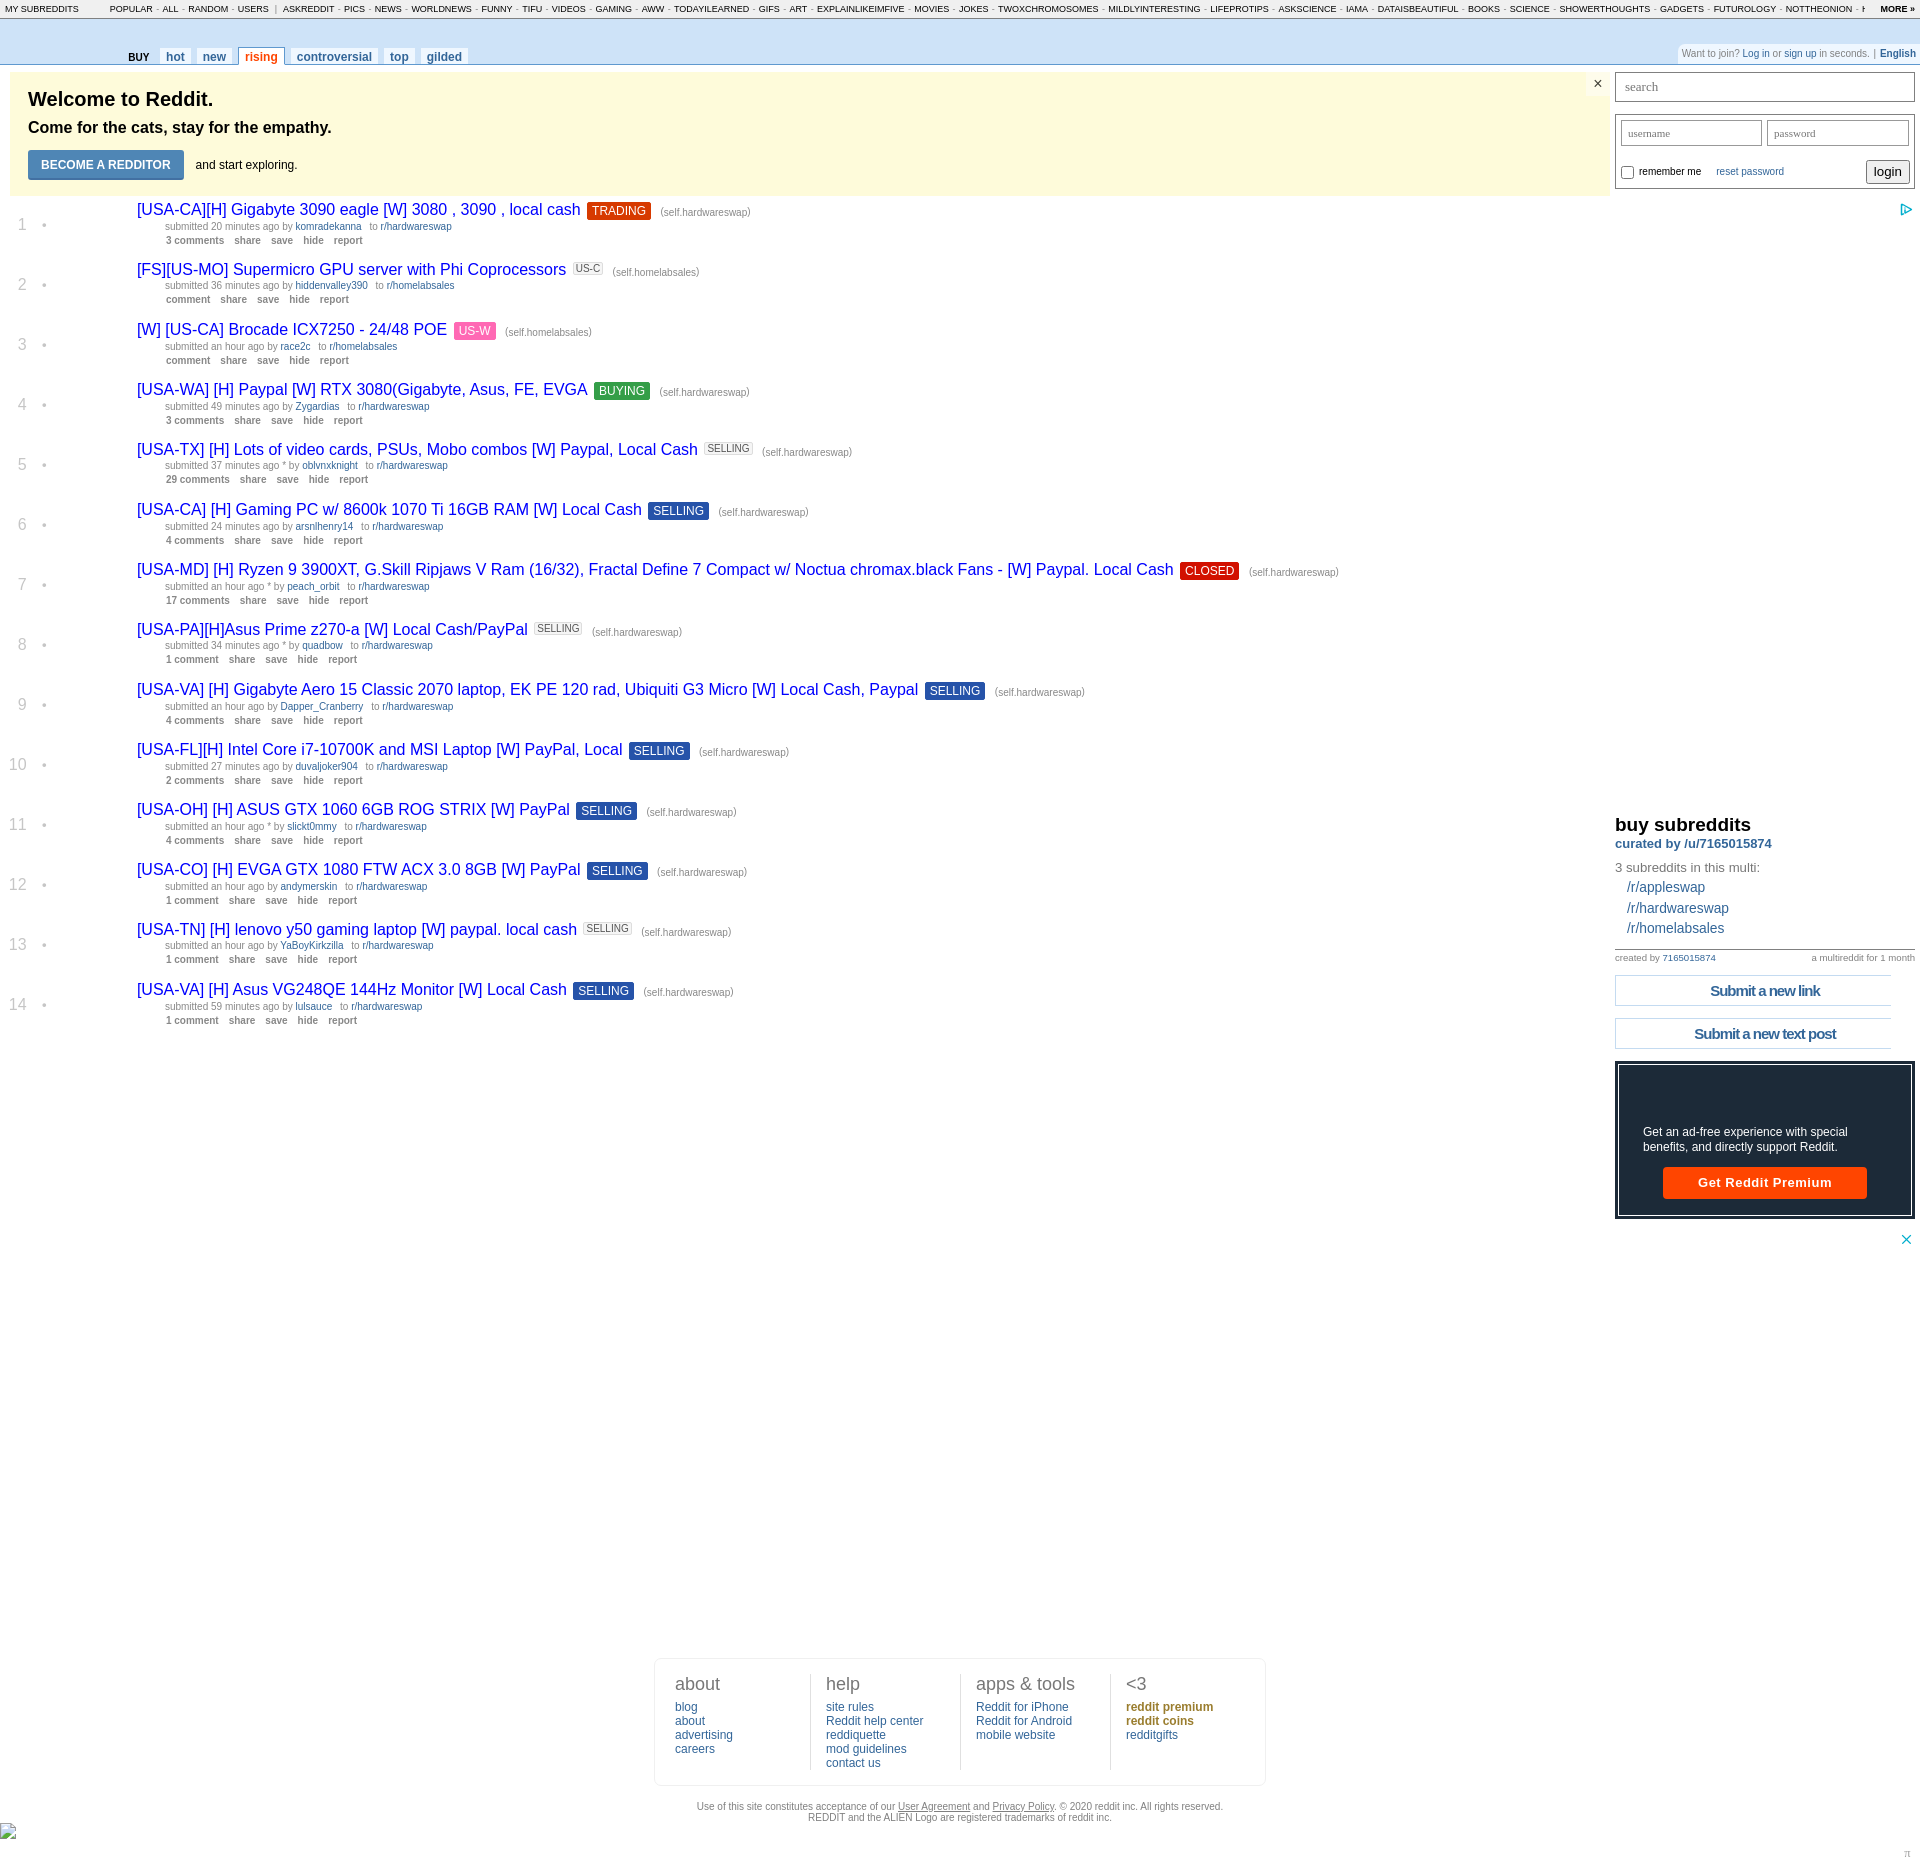 MY SUBREDDITS POPULAR - ALL - RANDOM - USERS | ASKREDDIT - PICS - NEWS - WORLDNEWS - FUNNY - TIFU - VIDEOS - GAMING - AWW - TODAYILEARNED - GIFS - ART - EXPLAINLIKEIMFIVE - MOVIES - JOKES - TWOXCHROMOSOMES - MILDLYINTERESTING - LIFEPROTIPS - ASKSCIENCE - IAMA - DATAISBEAUTIFUL - BOOKS - SCIENCE - SHOWERTHOUGHTS - GADGETS - FUTUROLOGY - NOTTHEONION - MORE »
BUY hot new rising controversial top gilded
Want to join? Log in or sign up in seconds. | English
Welcome to Reddit.
Come for the cats, stay for the empathy.
BECOME A REDDITOR and start exploring.
×
search
username password
remember me reset password login
1 • [USA-CA][H] Gigabyte 3090 eagle [W] 3080 , 3090 , local cash TRADING (self.hardwareswap)
submitted 20 minutes ago by komradekanna to r/hardwareswap
3 comments share save hide report
2 • [FS][US-MO] Supermicro GPU server with Phi Coprocessors US-C (self.homelabsales)
submitted 36 minutes ago by hiddenvalley390 to r/homelabsales
comment share save hide report
3 • [W] [US-CA] Brocade ICX7250 - 24/48 POE US-W (self.homelabsales)
submitted an hour ago by race2c to r/homelabsales
comment share save hide report
4 • [USA-WA] [H] Paypal [W] RTX 3080(Gigabyte, Asus, FE, EVGA BUYING (self.hardwareswap)
submitted 49 minutes ago by Zygardias to r/hardwareswap
3 comments share save hide report
5 • [USA-TX] [H] Lots of video cards, PSUs, Mobo combos [W] Paypal, Local Cash SELLING (self.hardwareswap)
submitted 37 minutes ago * by oblvnxknight to r/hardwareswap
29 comments share save hide report
6 • [USA-CA] [H] Gaming PC w/ 8600k 1070 Ti 16GB RAM [W] Local Cash SELLING (self.hardwareswap)
submitted 24 minutes ago by arsnlhenry14 to r/hardwareswap
4 comments share save hide report
7 • [USA-MD] [H] Ryzen 9 3900XT, G.Skill Ripjaws V Ram (16/32), Fractal Define 7 Compact w/ Noctua chromax.black Fans - [W] Paypal. Local Cash CLOSED (self.hardwareswap)
submitted an hour ago * by peach_orbit to r/hardwareswap
17 comments share save hide report
8 • [USA-PA][H]Asus Prime z270-a [W] Local Cash/PayPal SELLING (self.hardwareswap)
submitted 34 minutes ago * by quadbow to r/hardwareswap
1 comment share save hide report
9 • [USA-VA] [H] Gigabyte Aero 15 Classic 2070 laptop, EK PE 120 rad, Ubiquiti G3 Micro [W] Local Cash, Paypal SELLING (self.hardwareswap)
submitted an hour ago by Dapper_Cranberry to r/hardwareswap
4 comments share save hide report
10 • [USA-FL][H] Intel Core i7-10700K and MSI Laptop [W] PayPal, Local SELLING (self.hardwareswap)
submitted 27 minutes ago by duvaljoker904 to r/hardwareswap
2 comments share save hide report
11 • [USA-OH] [H] ASUS GTX 1060 6GB ROG STRIX [W] PayPal SELLING (self.hardwareswap)
submitted an hour ago * by slickt0mmy to r/hardwareswap
4 comments share save hide report
12 • [USA-CO] [H] EVGA GTX 1080 FTW ACX 3.0 8GB [W] PayPal SELLING (self.hardwareswap)
submitted an hour ago by andymerskin to r/hardwareswap
1 comment share save hide report
13 • [USA-TN] [H] lenovo y50 gaming laptop [W] paypal. local cash SELLING (self.hardwareswap)
submitted an hour ago by YaBoyKirkzilla to r/hardwareswap
1 comment share save hide report
14 • [USA-VA] [H] Asus VG248QE 144Hz Monitor [W] Local Cash SELLING (self.hardwareswap)
submitted 59 minutes ago by lulsauce to r/hardwareswap
1 comment share save hide report
buy subreddits
curated by /u/7165015874
3 subreddits in this multi:
/r/appleswap
/r/hardwareswap
/r/homelabsales
created by 7165015874 a multireddit for 1 month
Submit a new link
Submit a new text post
Get an ad-free experience with special
benefits, and directly support Reddit.
Get Reddit Premium
about
blog
about
advertising
careers
help
site rules
Reddit help center
reddiquette
mod guidelines
contact us
apps & tools
Reddit for iPhone
Reddit for Android
mobile website
<3
reddit premium
reddit coins
redditgifts
Use of this site constitutes acceptance of our User Agreement and Privacy Policy. © 2020 reddit inc. All rights reserved.
REDDIT and the ALIEN Logo are registered trademarks of reddit inc.
π